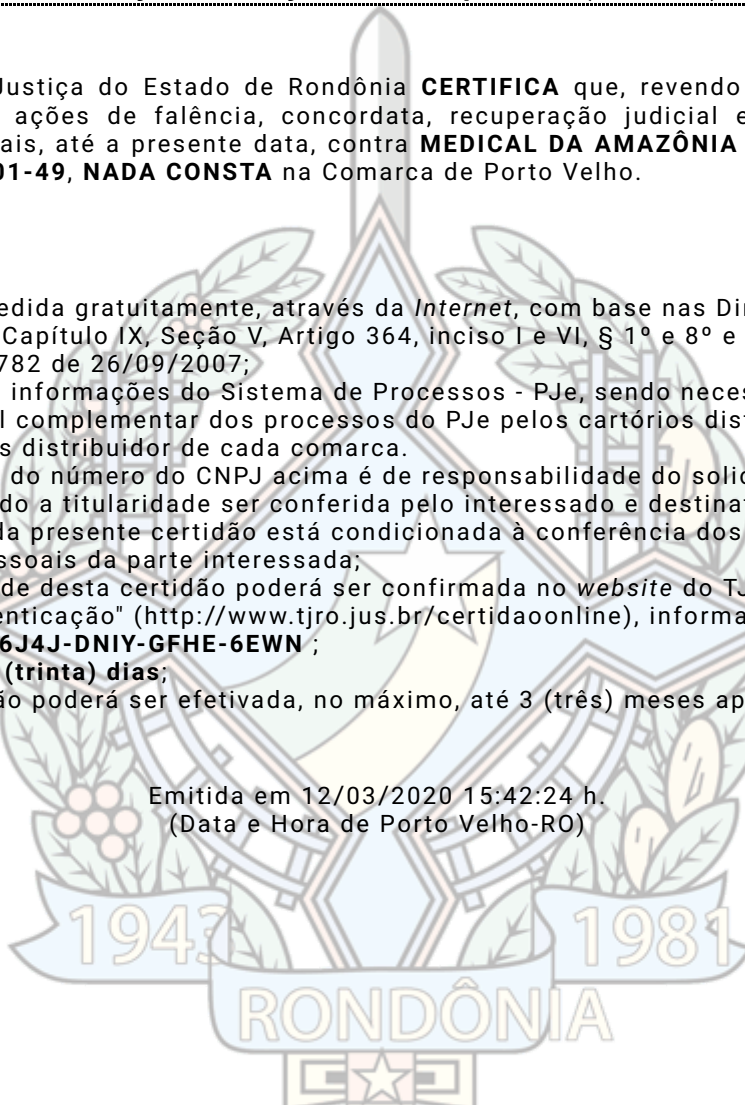 Justiça do Estado de Rondônia CERTIFICA que, revendo
ações de falência, concordata, recuperação judicial e
ais, até a presente data, contra MEDICAL DA AMAZÔNIA
01-49, NADA CONSTA na Comarca de Porto Velho.
edida gratuitamente, através da Internet, com base nas Dir
Capítulo IX, Seção V, Artigo 364, inciso I e VI, § 1º e 8º e
782 de 26/09/2007;
informações do Sistema de Processos - PJe, sendo neces
l complementar dos processos do PJe pelos cartórios dist
s distribuidor de cada comarca.
do número do CNPJ acima é de responsabilidade do solic
do a titularidade ser conferida pelo interessado e destinat
da presente certidão está condicionada à conferência dos
ssoais da parte interessada;
de desta certidão poderá ser confirmada no website do TJ
enticação" (http://www.tjro.jus.br/certidaoonline), informa
6J4J-DNIY-GFHE-6EWN ;
(trinta) dias;
ão poderá ser efetivada, no máximo, até 3 (três) meses ap
Emitida em 12/03/2020 15:42:24 h.
(Data e Hora de Porto Velho-RO)
1943
1981
RONDÔNIA